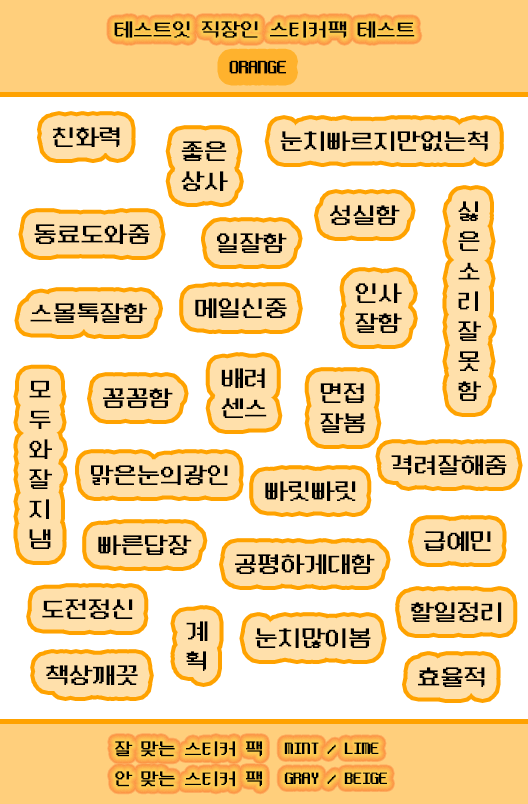 테스트잇 직장인 스티커팩 테스트
ORANGE
친화력
좋은
상사
눈치빠르지만없는척
성실함
싫은소리잘못함
동료도와줌
일잘함
인사
잘함
스몰톡잘함
메일신중
모두와잘지냄
꼼꼼함
배려
센스
면접
잘봄
맑은눈의광인
격려잘해줌
빠릿빠릿
빠른답장
공평하게대함
급예민
도전정신
계획
눈치많이봄
할일정리
책상깨끗
효율적
잘 맞는 스티커 팩 MINT / LIME
안 맞는 스티커 팩 GRAY / BEIGE